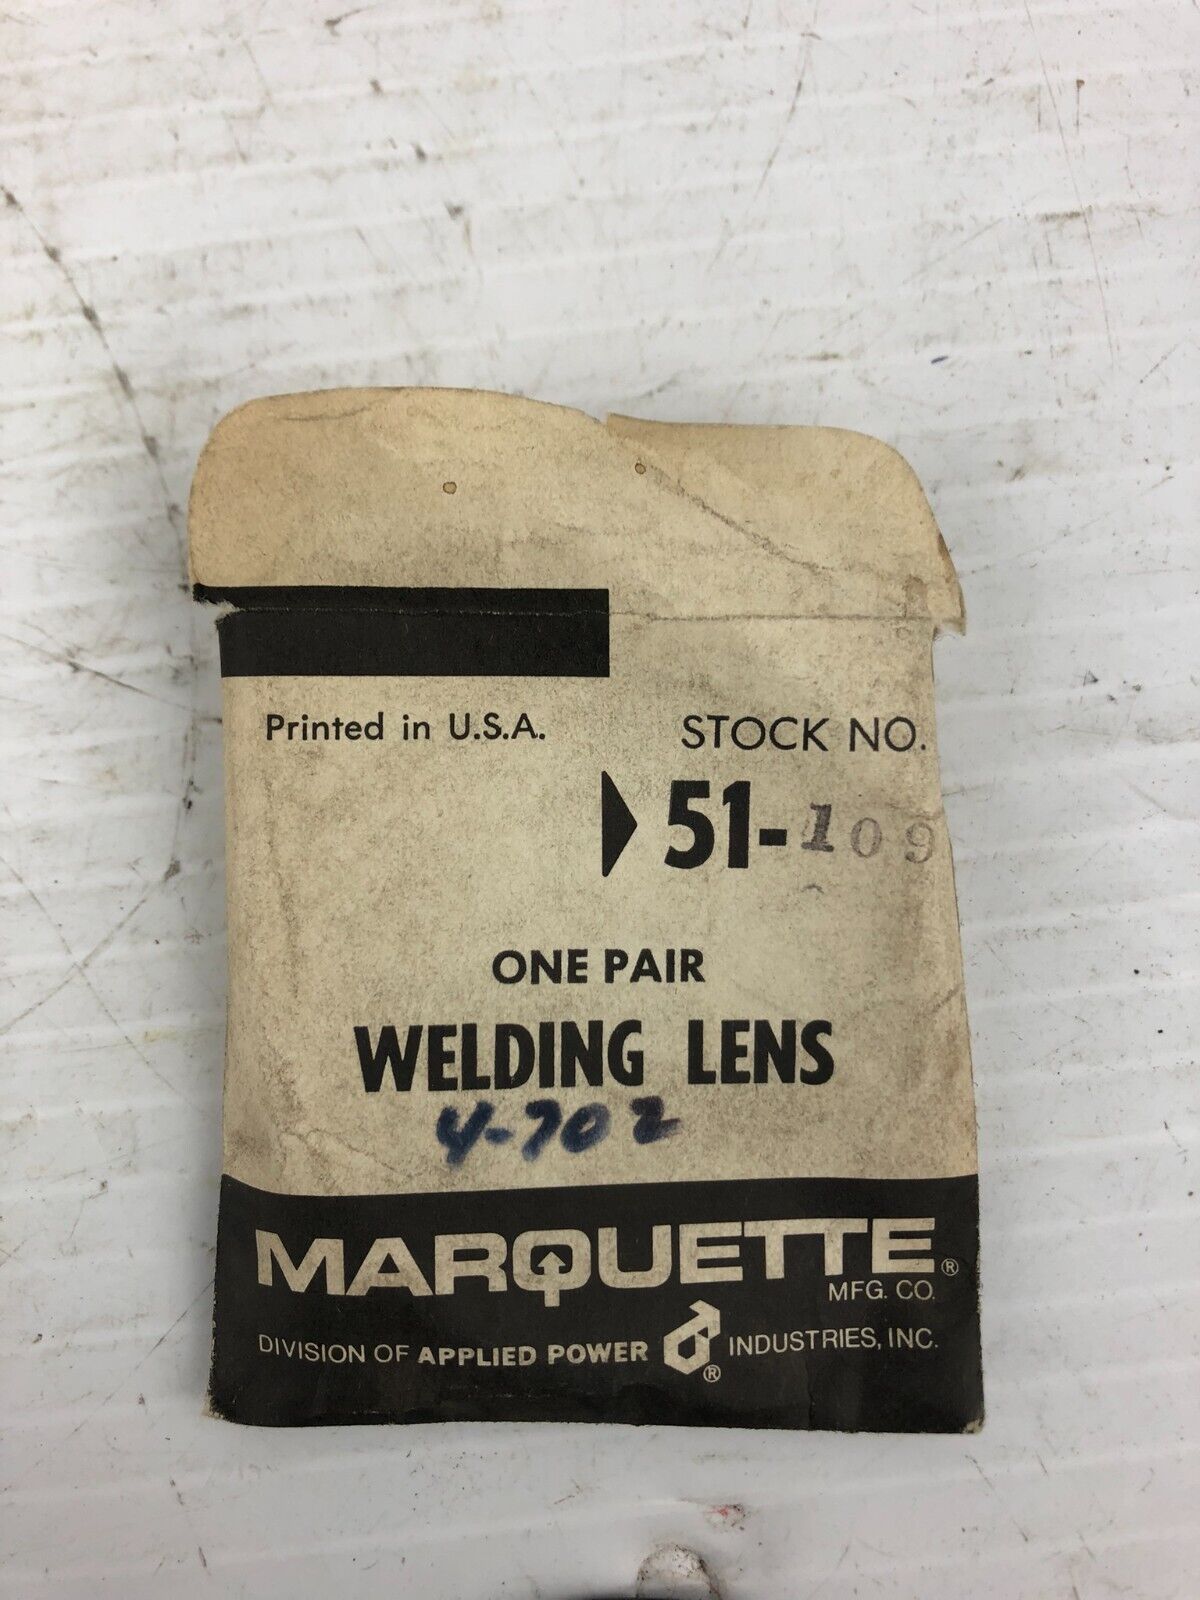 Printed in U.S.A.
STOCK NO.
51-109
ONE PAIR
WELDING LENS
4-702
MARQUETTE®
MFG. CO.
DIVISION OF APPLIED POWER ® INDUSTRIES, INC.